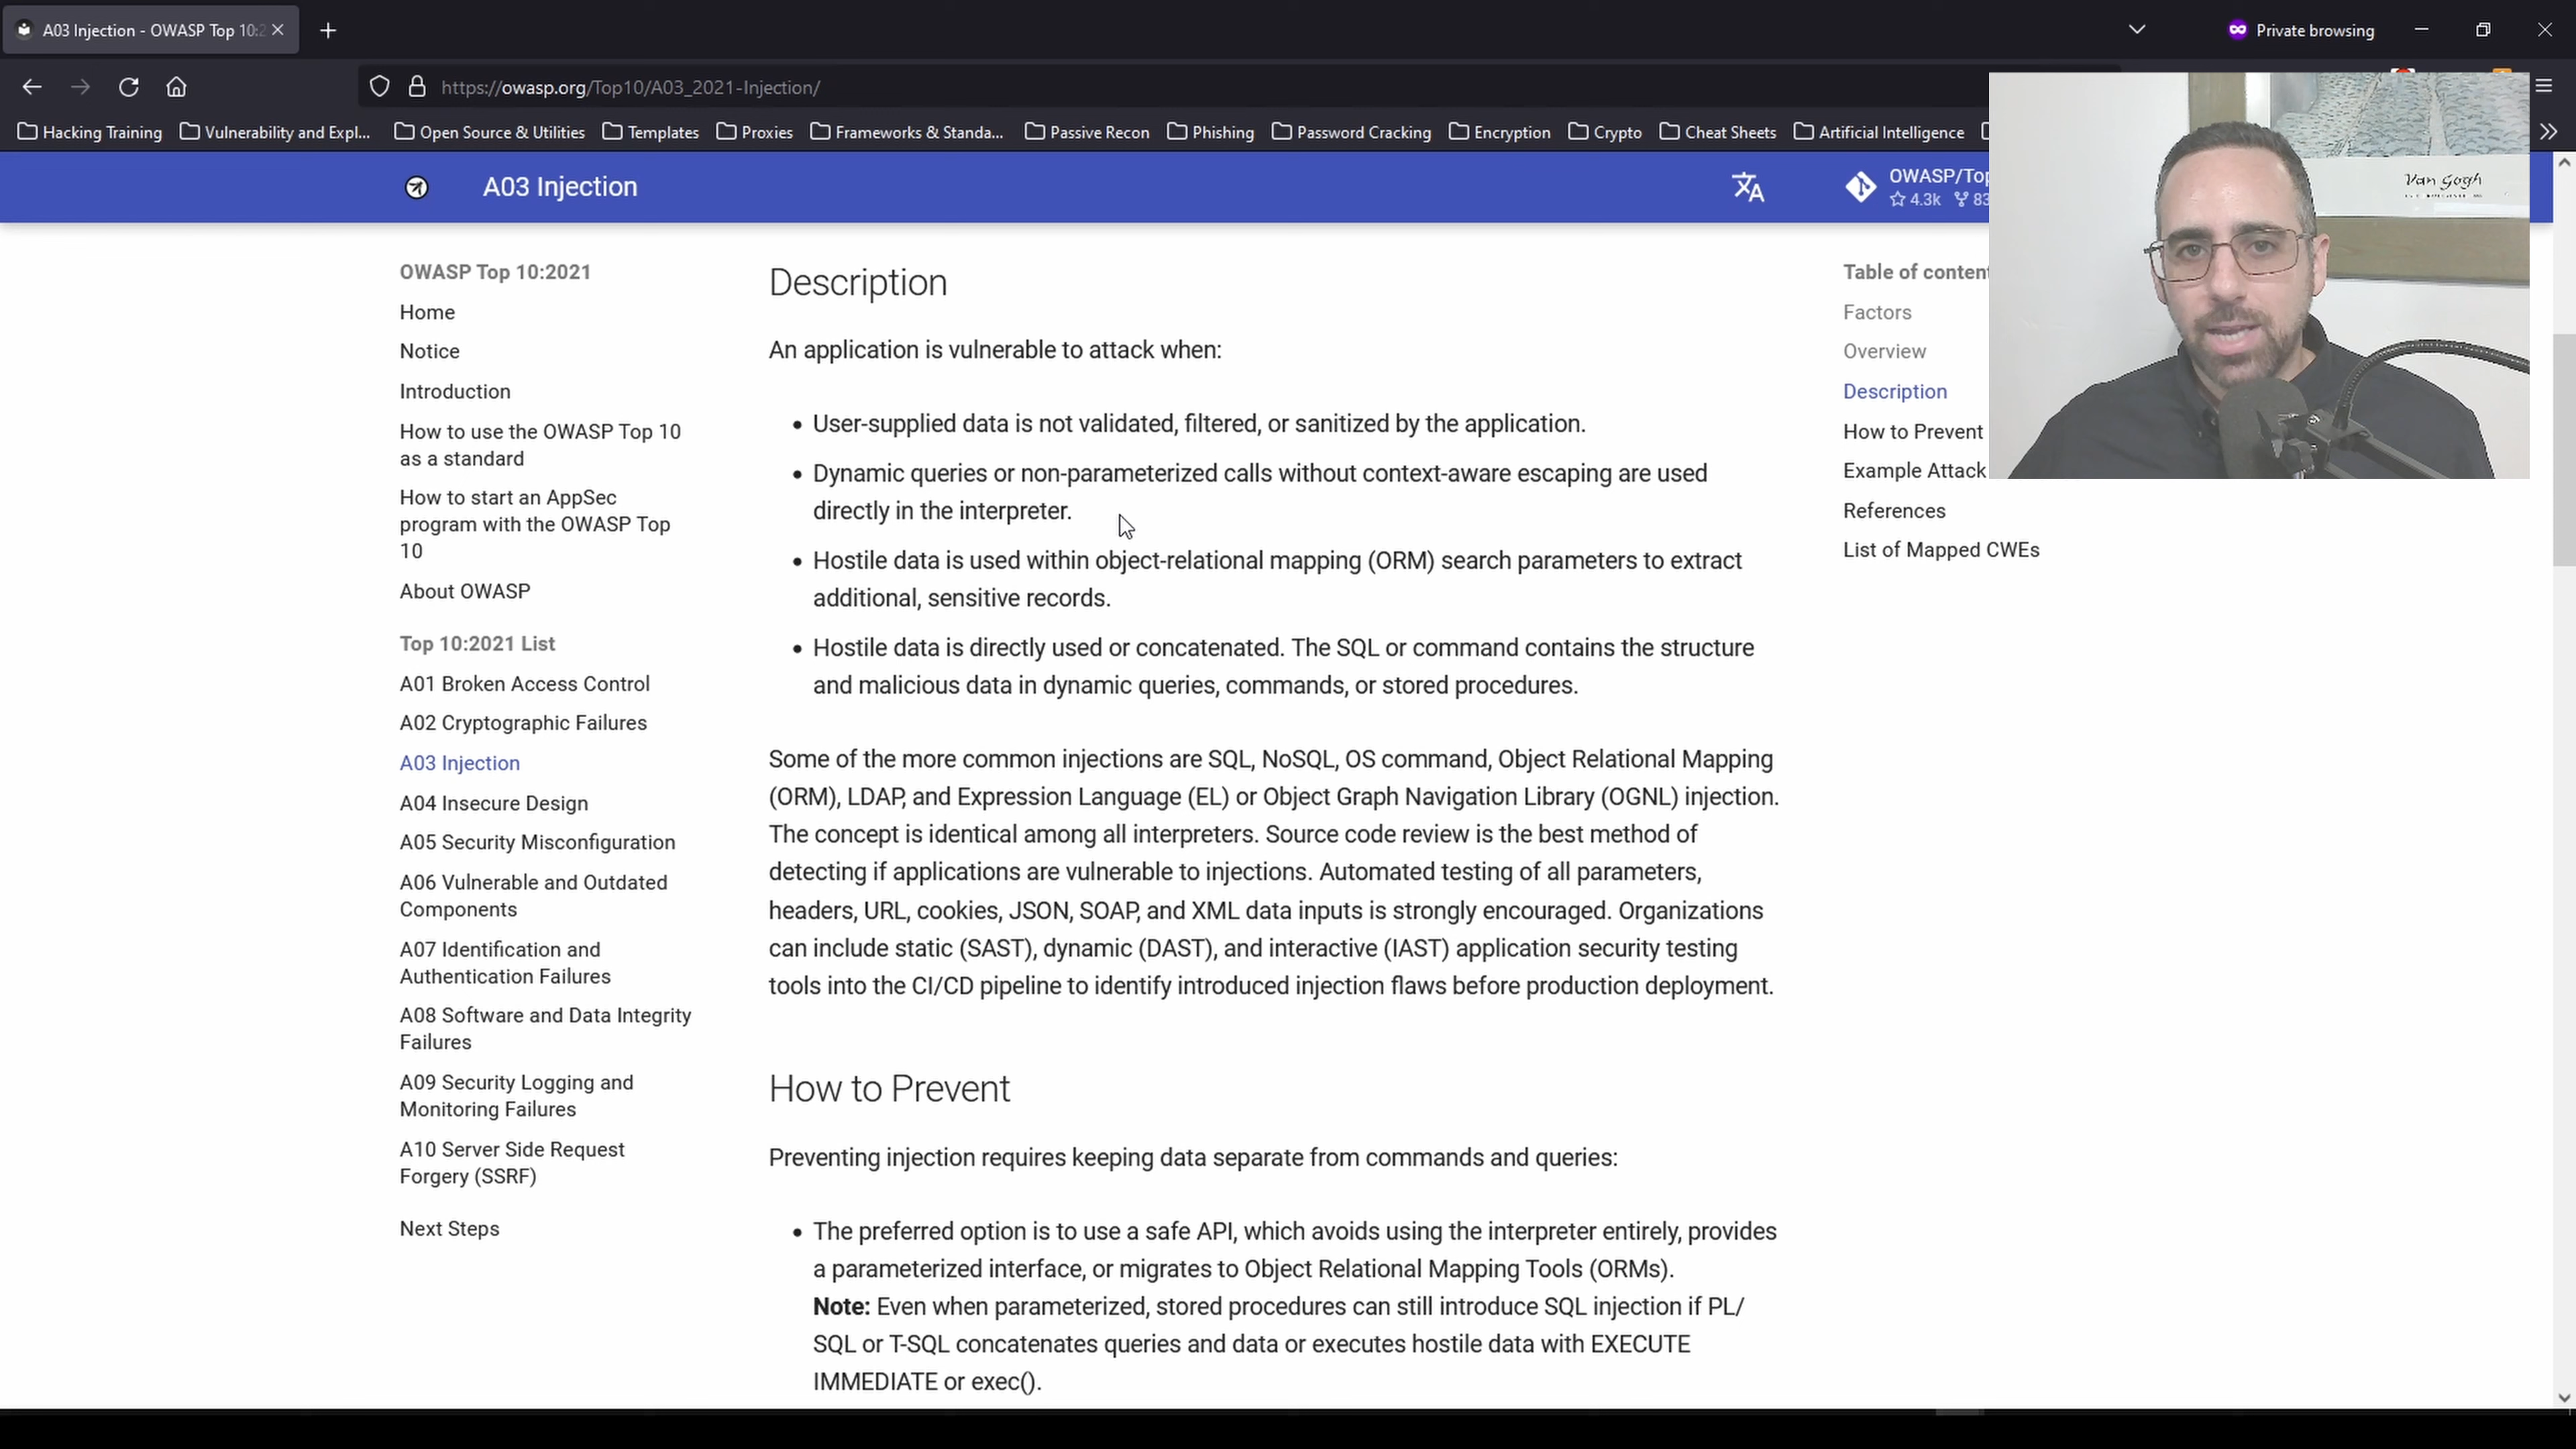 A03 Injection - OWASP Top 10:2
Private browsing
https://owasp.org/Top10/A03_2021-Injection/
Hacking Training
Vulnerability and Expl...
Open Source & Utilities
Templates
Proxies
Frameworks & Standa...
Passive Recon
Phishing
Password Cracking
Encryption
Crypto
Cheat Sheets
Artificial Intelligence
A03 Injection
OWASP/Top
4.3k
83
Van Gogh
OWASP Top 10:2021
Home
Notice
Introduction
How to use the OWASP Top 10
as a standard
How to start an AppSec
program with the OWASP Top
10
About OWASP
Top 10:2021 List
A01 Broken Access Control
A02 Cryptographic Failures
A03 Injection
A04 Insecure Design
A05 Security Misconfiguration
A06 Vulnerable and Outdated
Components
A07 Identification and
Authentication Failures
A08 Software and Data Integrity
Failures
A09 Security Logging and
Monitoring Failures
A10 Server Side Request
Forgery (SSRF)
Next Steps
Description
An application is vulnerable to attack when:
• User-supplied data is not validated, filtered, or sanitized by the application.
• Dynamic queries or non-parameterized calls without context-aware escaping are used
directly in the interpreter.
• Hostile data is used within object-relational mapping (ORM) search parameters to extract
additional, sensitive records.
• Hostile data is directly used or concatenated. The SQL or command contains the structure
and malicious data in dynamic queries, commands, or stored procedures.
Some of the more common injections are SQL, NoSQL, OS command, Object Relational Mapping
(ORM), LDAP, and Expression Language (EL) or Object Graph Navigation Library (OGNL) injection.
The concept is identical among all interpreters. Source code review is the best method of
detecting if applications are vulnerable to injections. Automated testing of all parameters,
headers, URL, cookies, JSON, SOAP, and XML data inputs is strongly encouraged. Organizations
can include static (SAST), dynamic (DAST), and interactive (IAST) application security testing
tools into the CI/CD pipeline to identify introduced injection flaws before production deployment.
How to Prevent
Preventing injection requires keeping data separate from commands and queries:
• The preferred option is to use a safe API, which avoids using the interpreter entirely, provides
a parameterized interface, or migrates to Object Relational Mapping Tools (ORMs).
Note: Even when parameterized, stored procedures can still introduce SQL injection if PL/
SQL or T-SQL concatenates queries and data or executes hostile data with EXECUTE
IMMEDIATE or exec().
Table of conten
Factors
Overview
Description
How to Prevent
Example Attack
References
List of Mapped CWEs